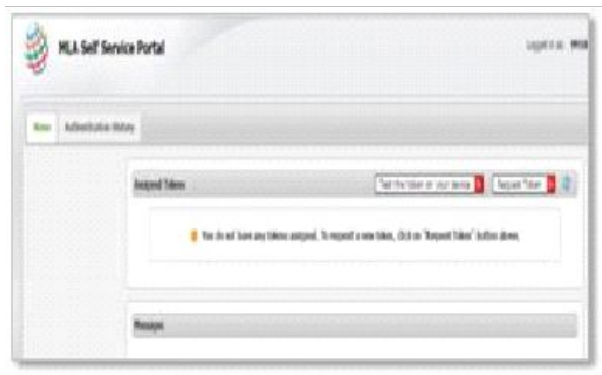 MLA Self Service Portal
Logged in as
Home Authentication History
Assigned Tokens Test the token on your device Request Token
You do not have any tokens assigned. To request a new token, click on "Request Token" button above.
Messages